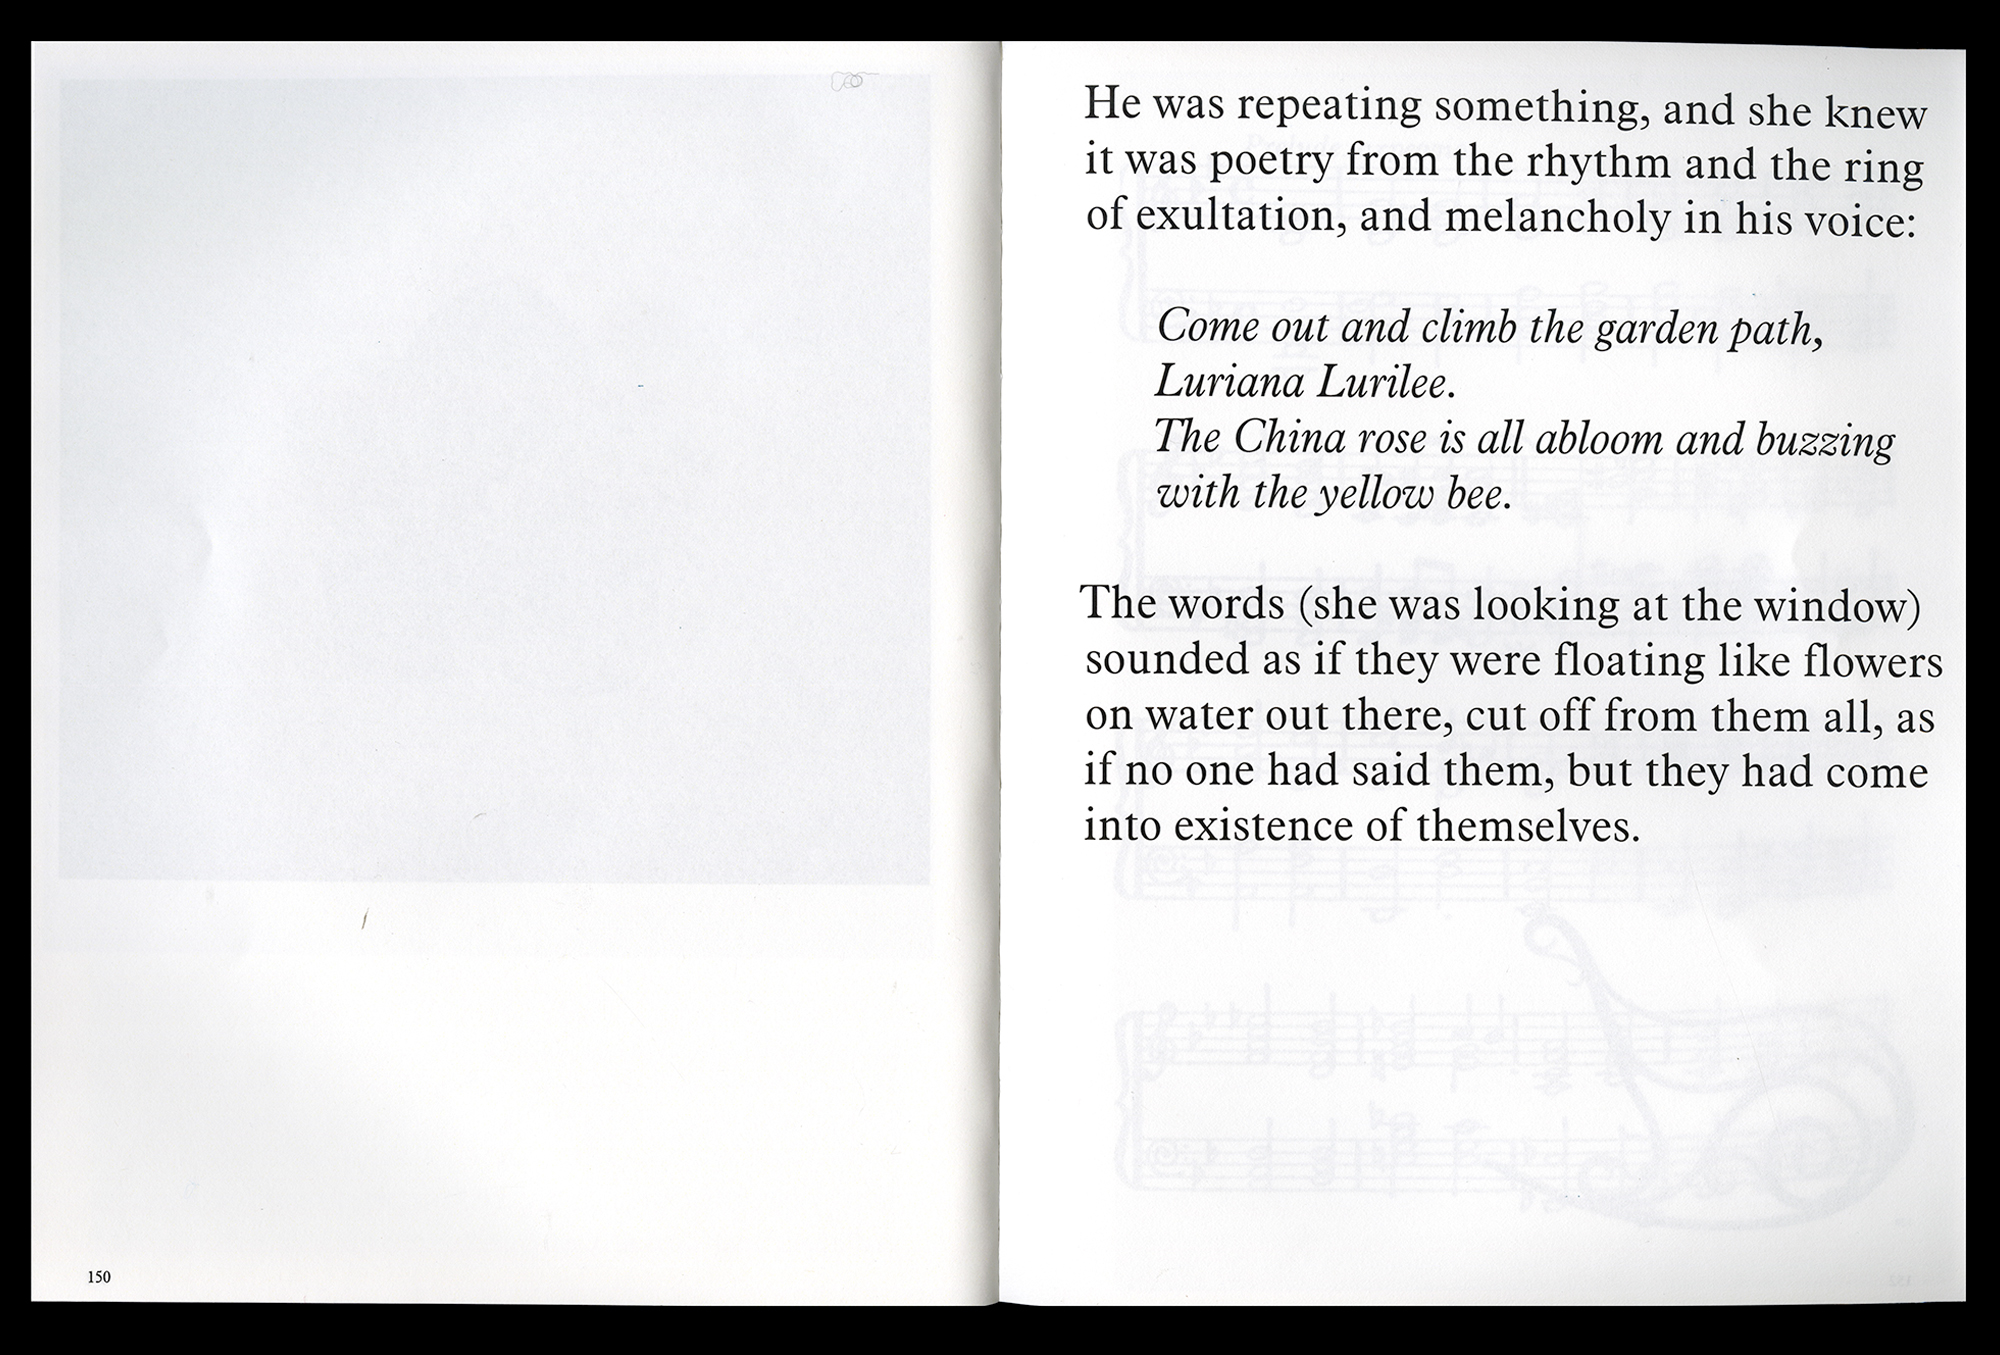 He was repeating something, and she knew
it was poetry from the rhythm and the ring
of exultation, and melancholy in his voice:
Come out and climb the garden path,
Luriana Lurilee.
The China rose is all abloom and buzzing
with the yellow bee.
The words (she was looking at the window)
sounded as if they were floating like flowers
on water out there, cut off from them all, as
if no one had said them, but they had come
into existence of themselves.
150